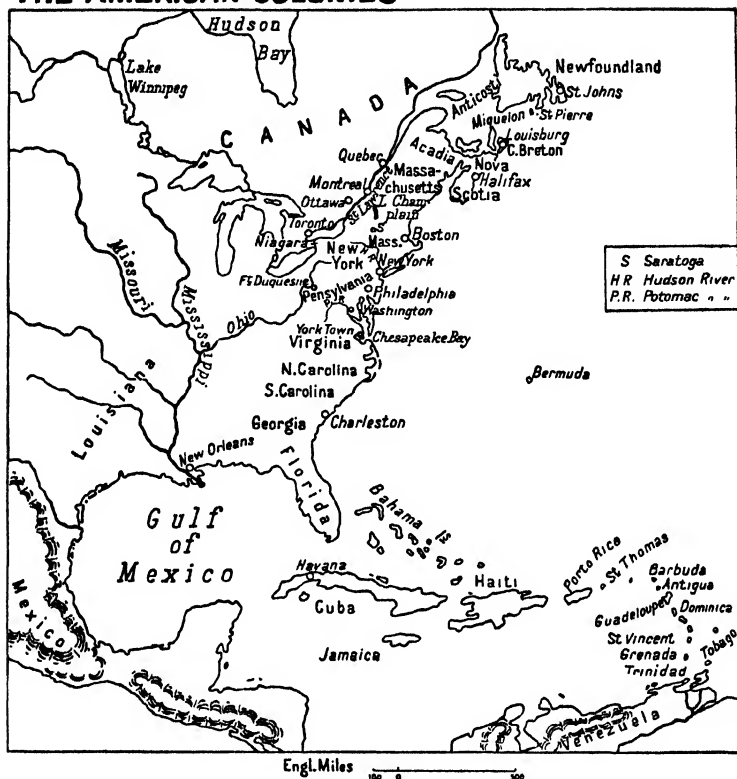 THE AMERICAN COLONIES
Hudson
Bay
Lake
Winnipeg
CANADA
Newfoundland
St Johns
Anticosti
Miquelon
St Pierre
Louisburg
C. Breton
Acadia
Nova
Scotia
Halifax
Quebec
Massa-
chusetts
Montreal
St Lawrence
Ottawa
L. Cham-
plain
Toronto
S
Niagara
Mass.
Boston
New
York
H R
New York
Ft Duquesne
Pensylvania
Philadelphia
P R
Washington
York Town
Chesapeake Bay
Virginia
Missouri
Mississippi
Ohio
N. Carolina
S. Carolina
Georgia
Charleston
Louisiana
New Orleans
Florida
S Saratoga
H R Hudson River
P.R. Potomac " "
Bermuda
Gulf
of
Mexico
Mexico
Bahama Is
Havana
Cuba
Haiti
Jamaica
Porto Rice
St Thomas
Barbuda
Antigua
Guadeloupe
Dominica
St Vincent
Grenada
Trinidad
Tobago
Venezuela
Engl. Miles